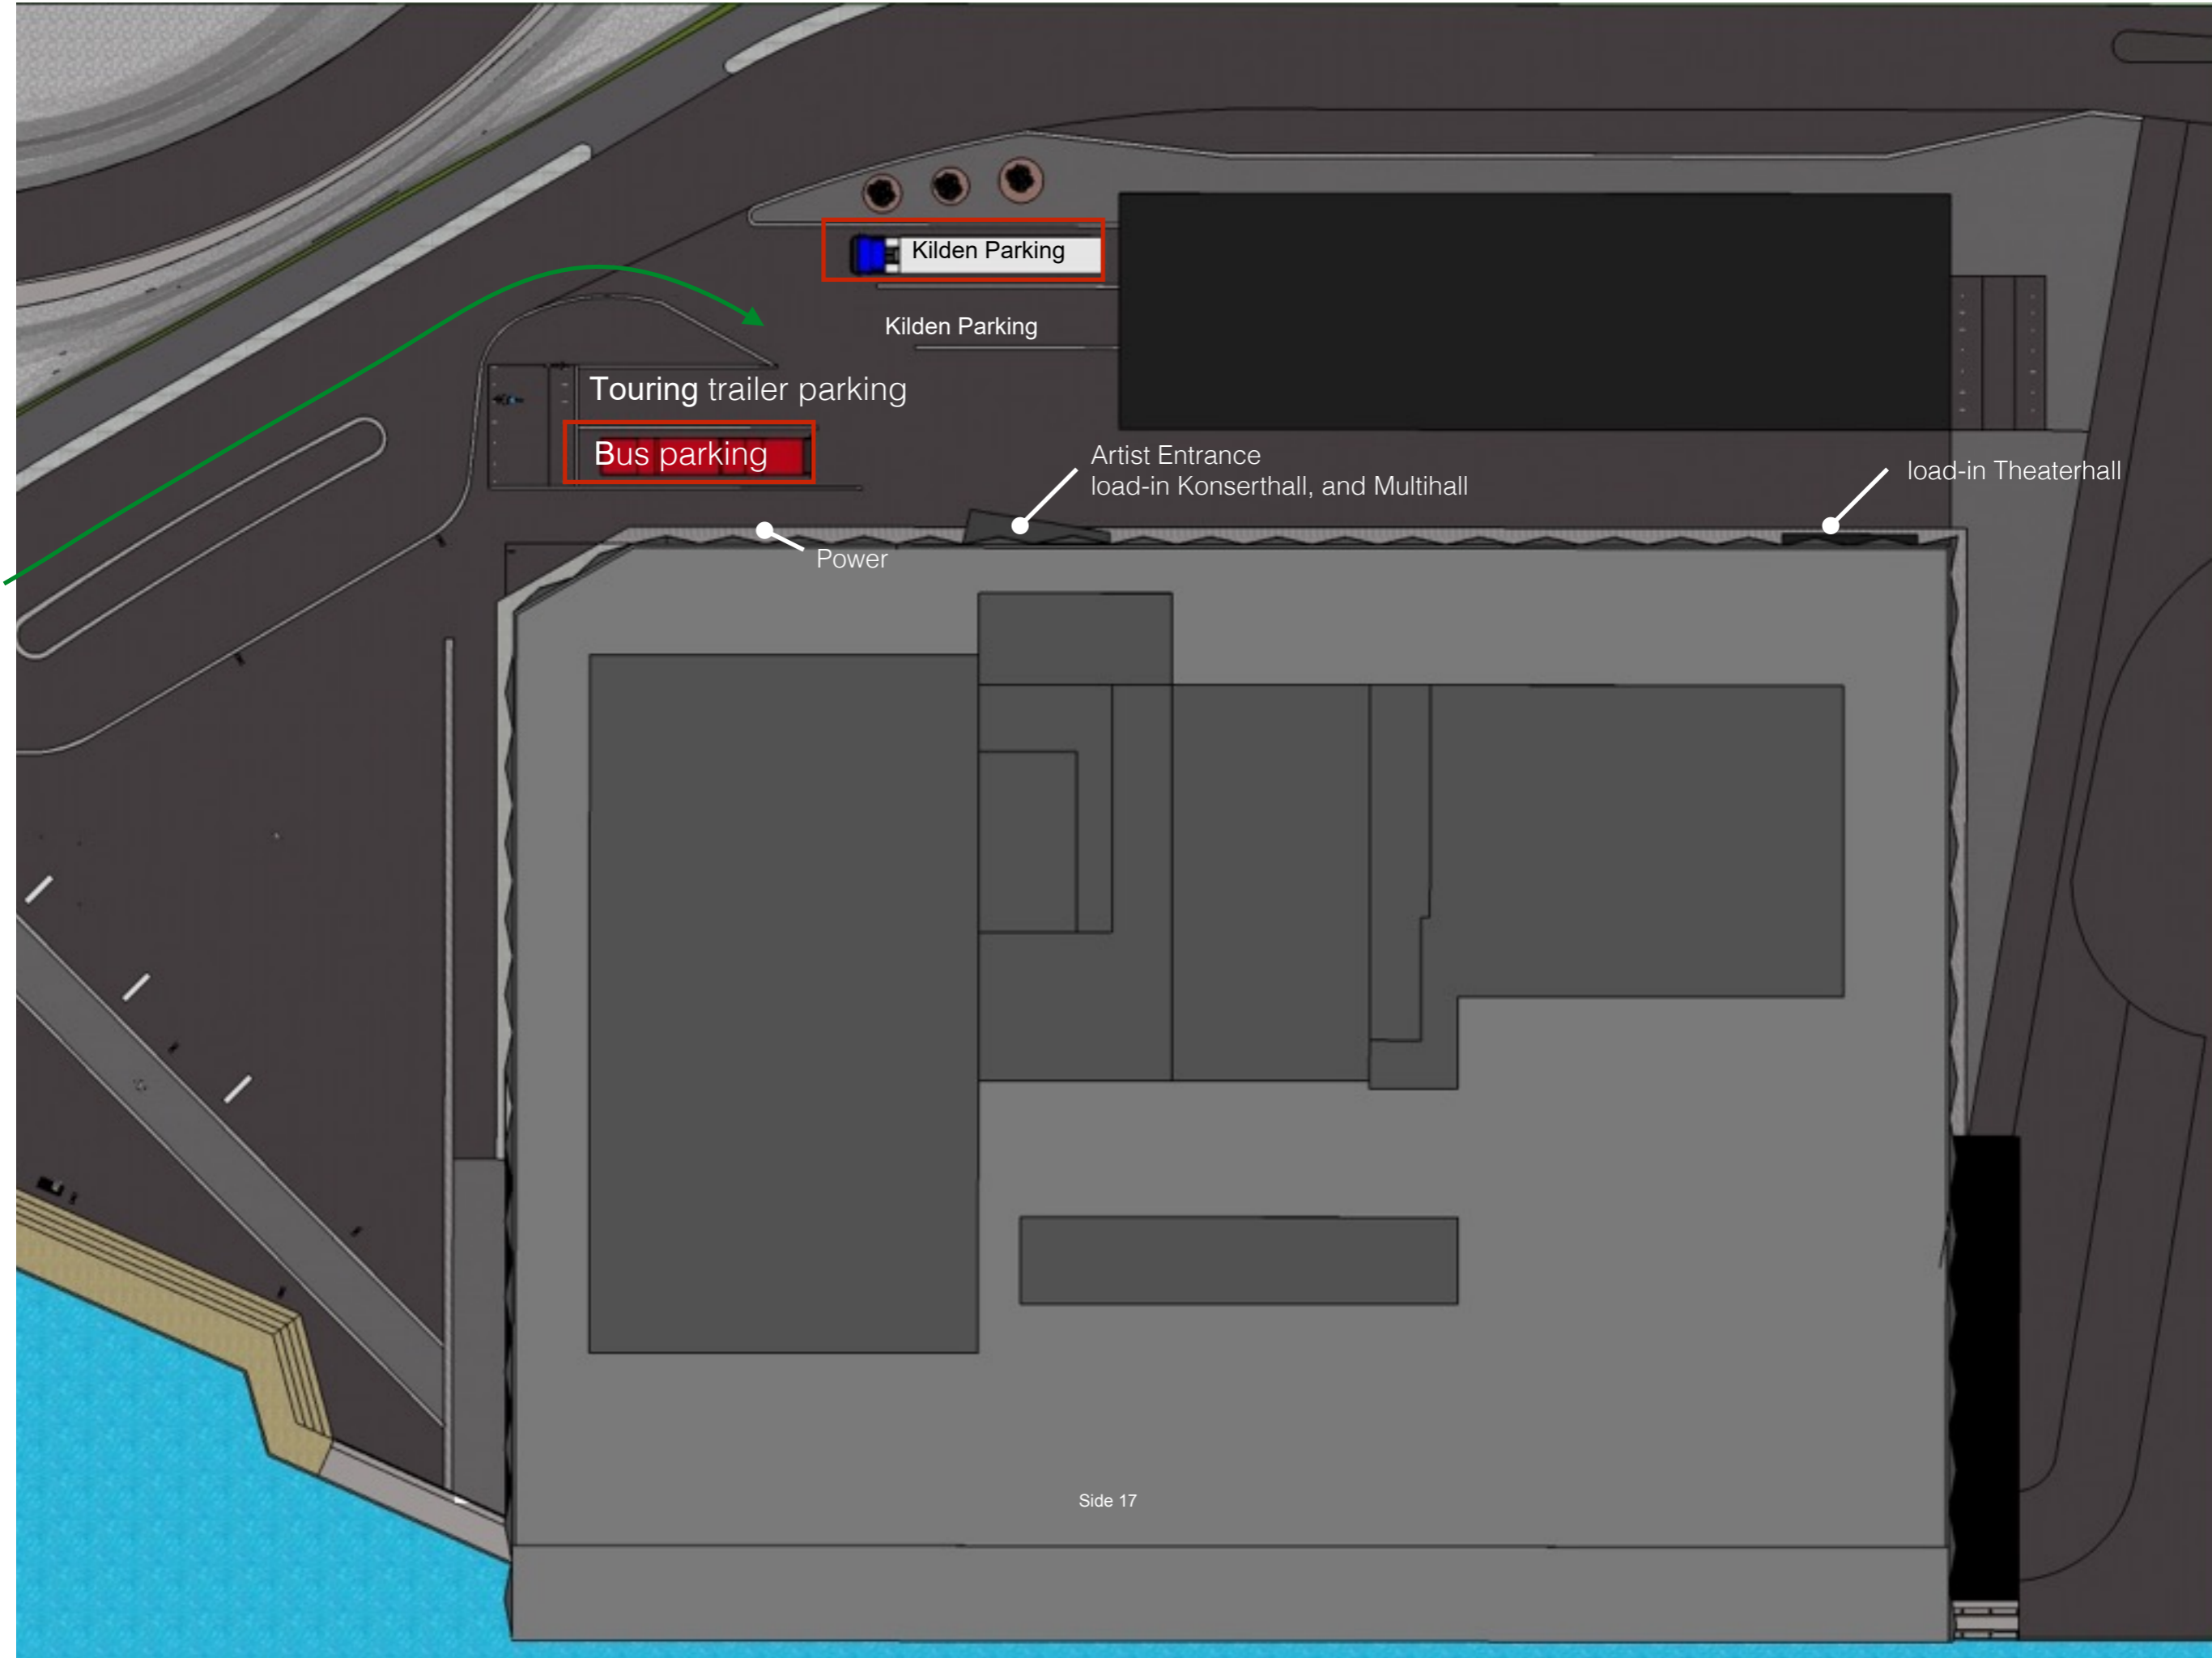 Kilden Parking
Kilden Parking
Touring trailer parking
Bus parking
Artist Entrance
load-in Konserthall, and Multihall
load-in Theaterhall
Power
Side 17